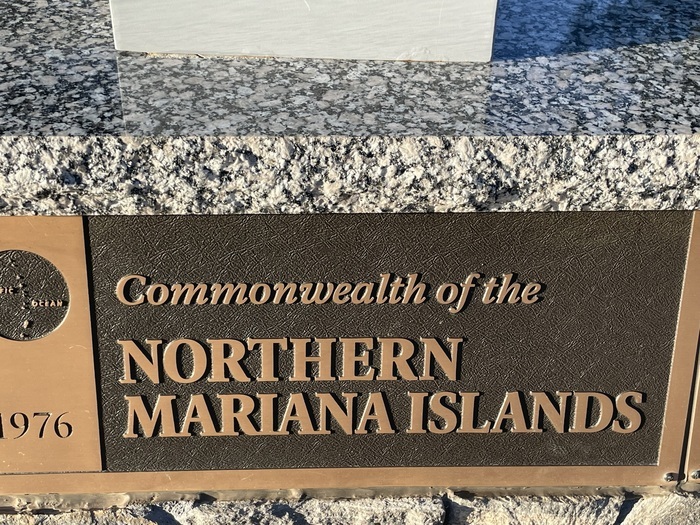 OCEAN
1976
Commonwealth of the
NORTHERN
MARIANA ISLANDS